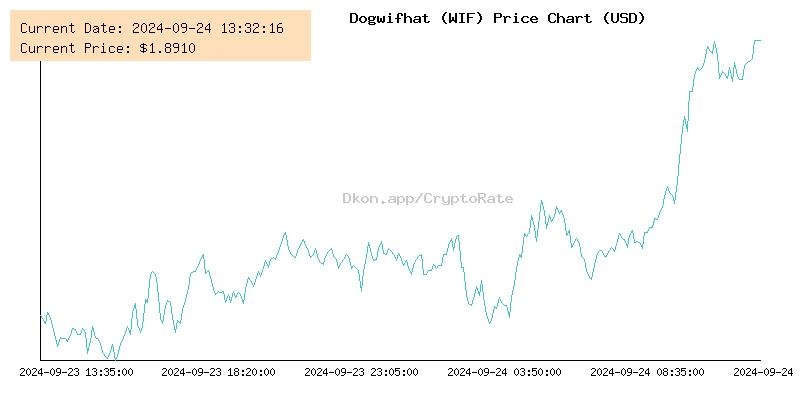 Dogwifhat (WIF) Price Chart (USD)
Current Date: 2024-09-24 13:32:16
Current Price: $1.8910
Dkon.app/CryptoRate
2024-09-23 13:35:00 2024-09-23 18:20:00 2024-09-23 23:05:00 2024-09-24 03:50:00 2024-09-24 08:35:00 2024-09-24